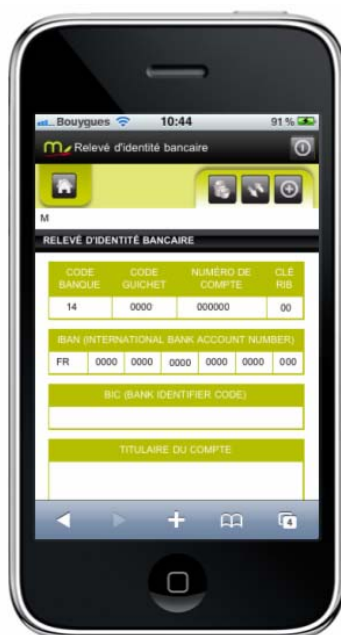 Bouygues 10:44 91 %
m Relevé d'identité bancaire
M
RELEVÉ D'IDENTITÉ BANCAIRE
CODE BANQUE CODE GUICHET NUMÉRO DE COMPTE CLÉ RIB
14 0000 000000 00
IBAN (INTERNATIONAL BANK ACCOUNT NUMBER)
FR 0000 0000 0000 0000 0000 000
BIC (BANK IDENTIFIER CODE)
TITULAIRE DU COMPTE
4